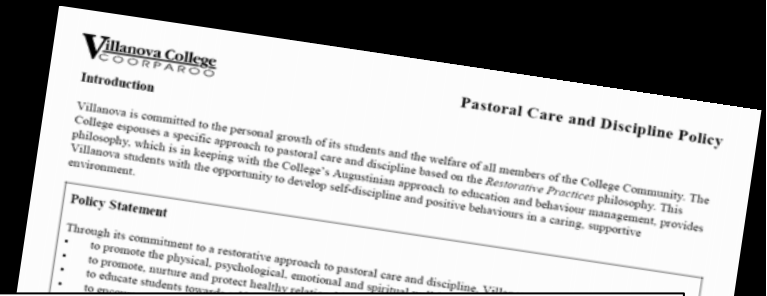 Villanova College
COORPAROO
Pastoral Care and Discipline Policy
Introduction
Villanova is committed to the personal growth of its students and the welfare of all members of the College Community. The
College espouses a specific approach to pastoral care and discipline based on the Restorative Practices philosophy. This
philosophy, which is in keeping with the College's Augustinian approach to education and behaviour management, provides
Villanova students with the opportunity to develop self-discipline and positive behaviours in a caring, supportive
environment.
Policy Statement
Through its commitment to a restorative approach to pastoral care and discipline,
• to promote the physical, psychological, emotional and spiritual
• to promote, nurture and protect healthy
• to educate students
• to